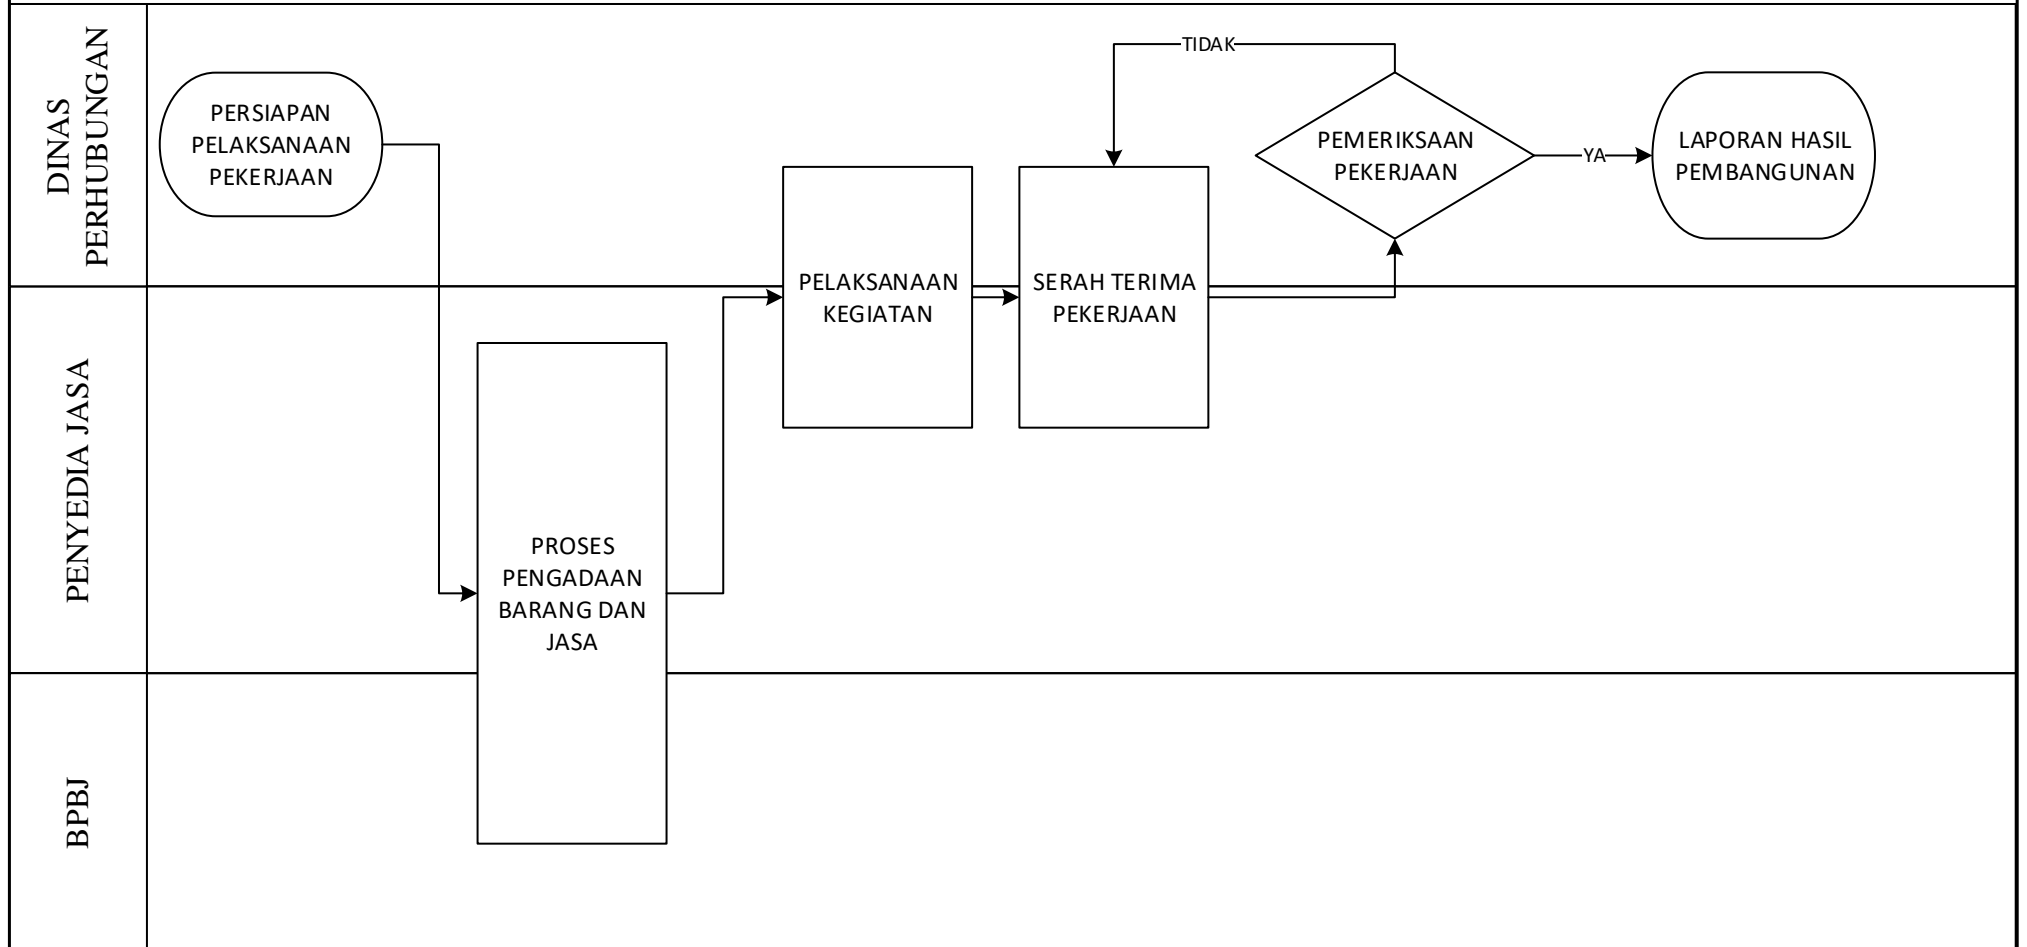 DINAS
PERHUBUNGAN
PERSIAPAN
PELAKSANAAN
PEKERJAAN
TIDAK
PEMERIKSAAN
PEKERJAAN
YA
LAPORAN HASIL
PEMBANGUNAN
PELAKSANAAN
KEGIATAN
SERAH TERIMA
PEKERJAAN
PENYEDIA JASA
PROSES
PENGADAAN
BARANG DAN
JASA
BPBJ